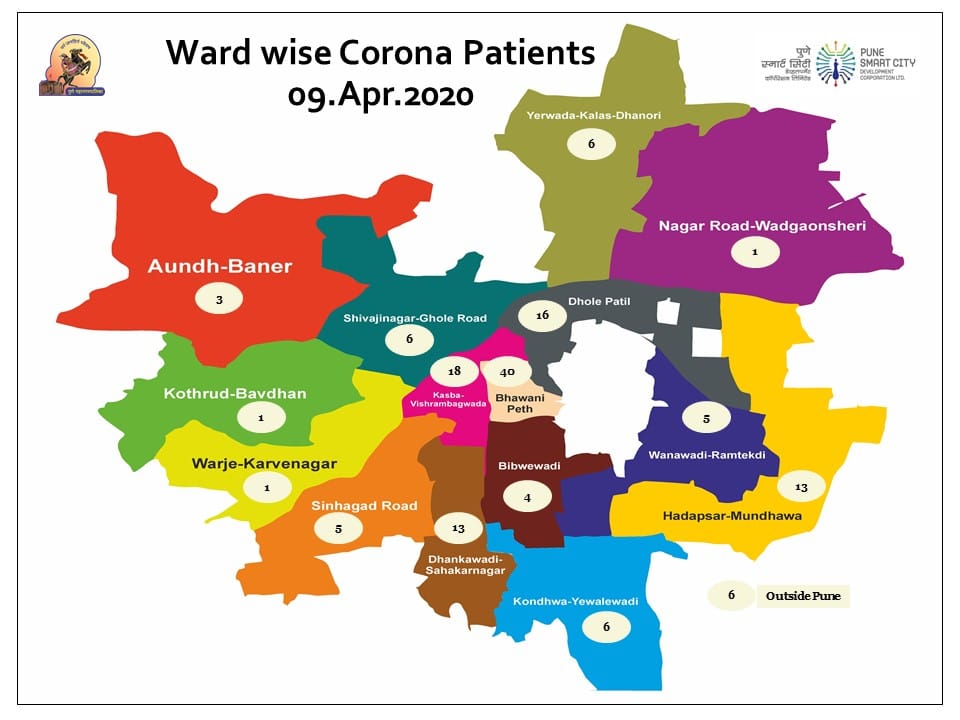 Ward wise Corona Patients
09.Apr.2020
पुणे
स्मार्ट सिटी
PUNE
SMART CITY
DEVELOPMENT
CORPORATION LTD.
Yerwada-Kalas-Dhanori
6
Nagar Road-Wadgaonsheri
1
Aundh-Baner
3
Dhole Patil
16
Shivajinagar-Ghole Road
6
18
Kasba-
Vishrambagwada
40
Bhawani
Peth
Kothrud-Bavdhan
1
5
Wanawadi-Ramtekdi
Warje-Karvenagar
1
Bibwewadi
4
13
Hadapsar-Mundhawa
Sinhagad Road
5
13
Dhankawadi-
Sahakarnagar
Kondhwa-Yewalewadi
6
6
Outside Pune